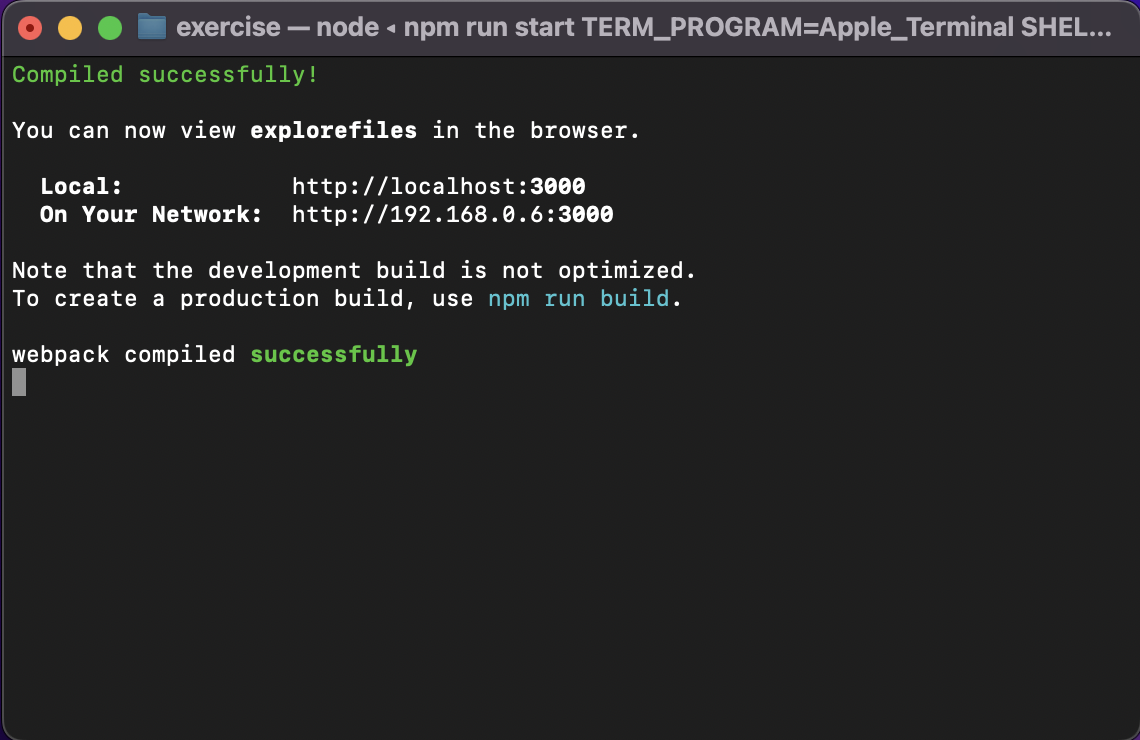 exercise — node ◂ npm run start TERM_PROGRAM=Apple_Terminal SHEL...
Compiled successfully!
You can now view explorefiles in the browser.
Local: http://localhost:3000
On Your Network: http://192.168.0.6:3000
Note that the development build is not optimized.
To create a production build, use npm run build.
webpack compiled successfully